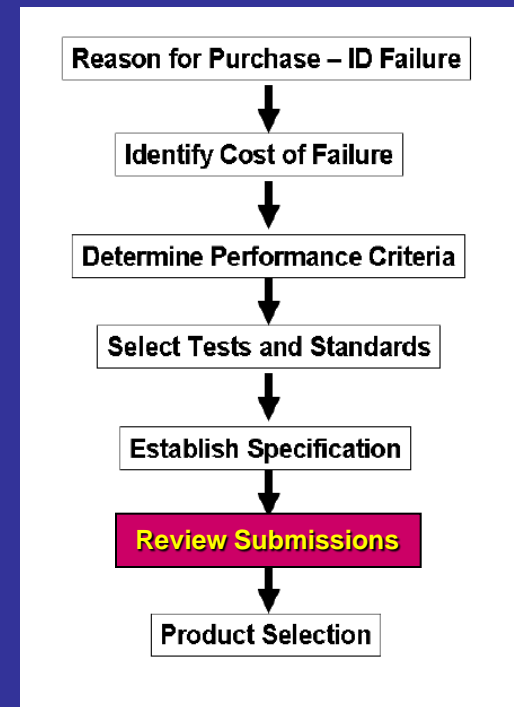 Reason for Purchase – ID Failure
Identify Cost of Failure
Determine Performance Criteria
Select Tests and Standards
Establish Specification
Review Submissions
Product Selection